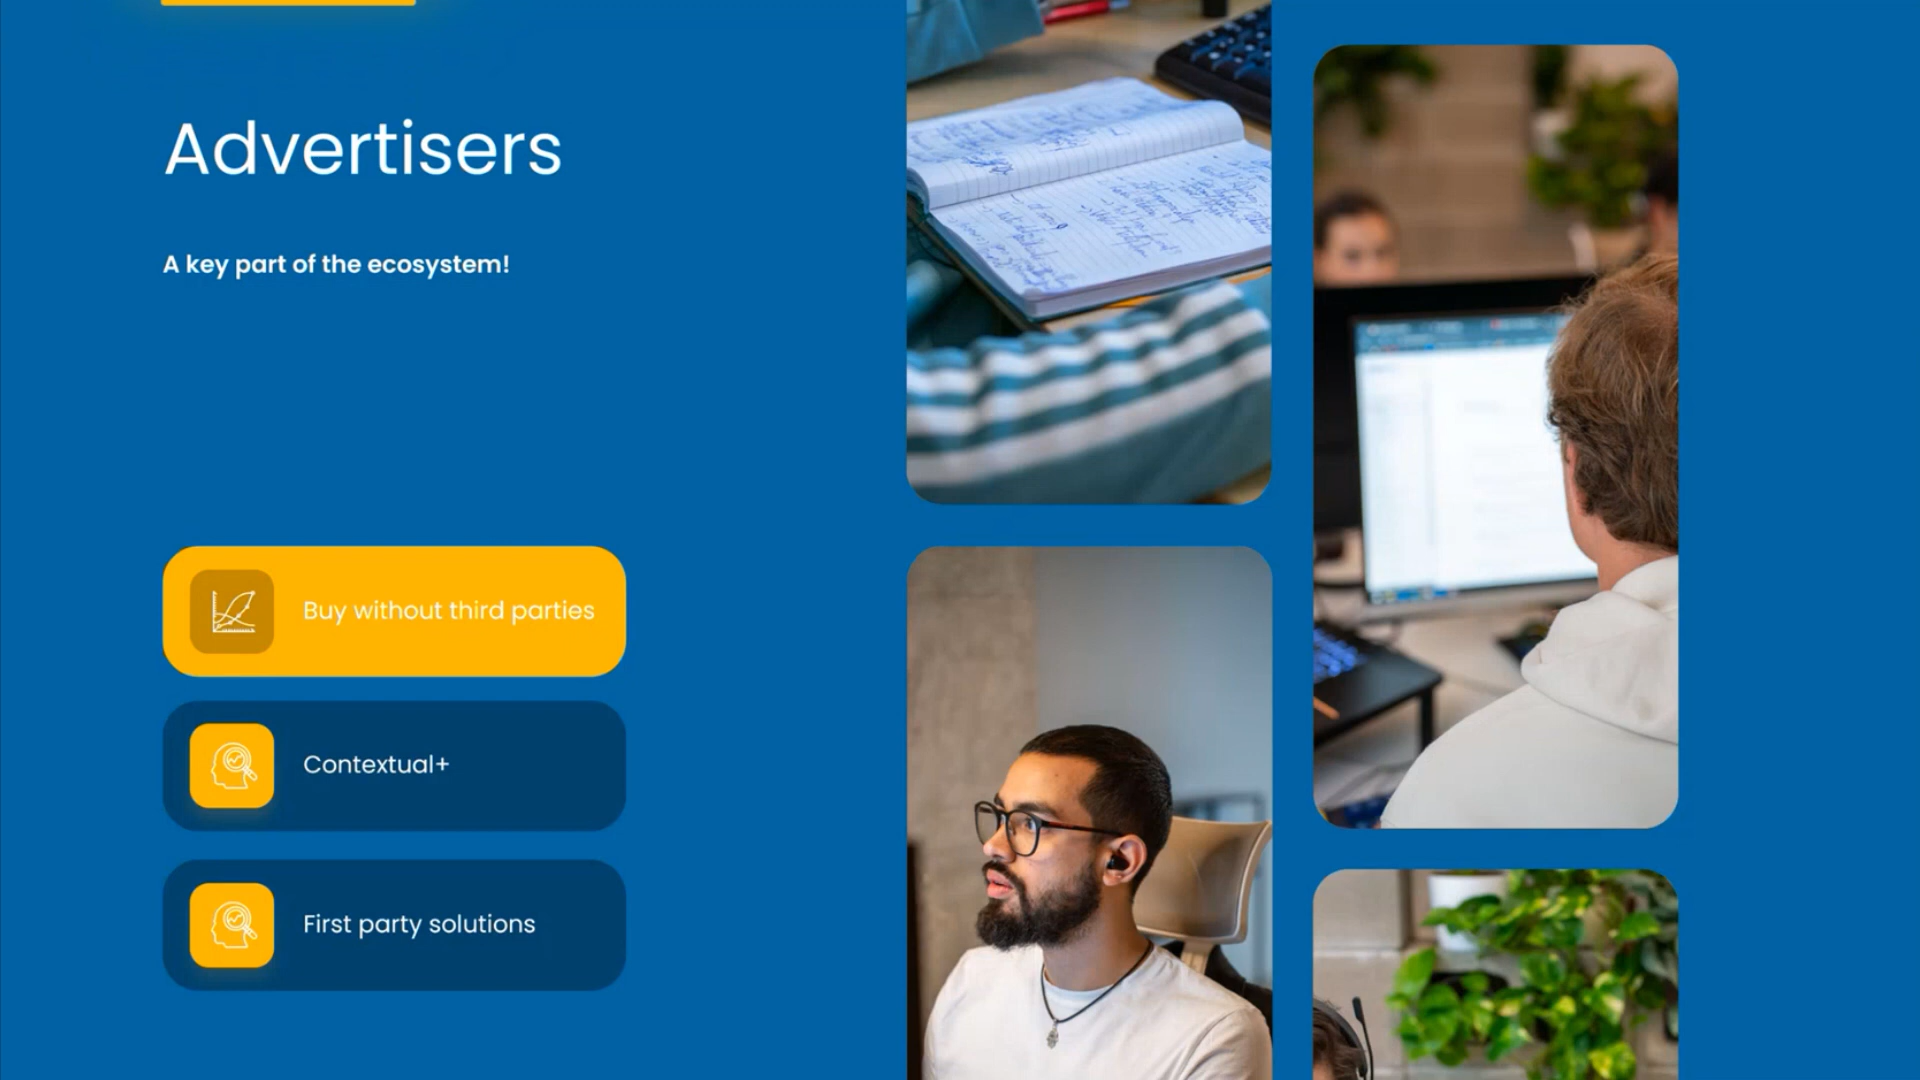 Advertisers
A key part of the ecosystem!
Buy without third parties
Contextual+
First party solutions